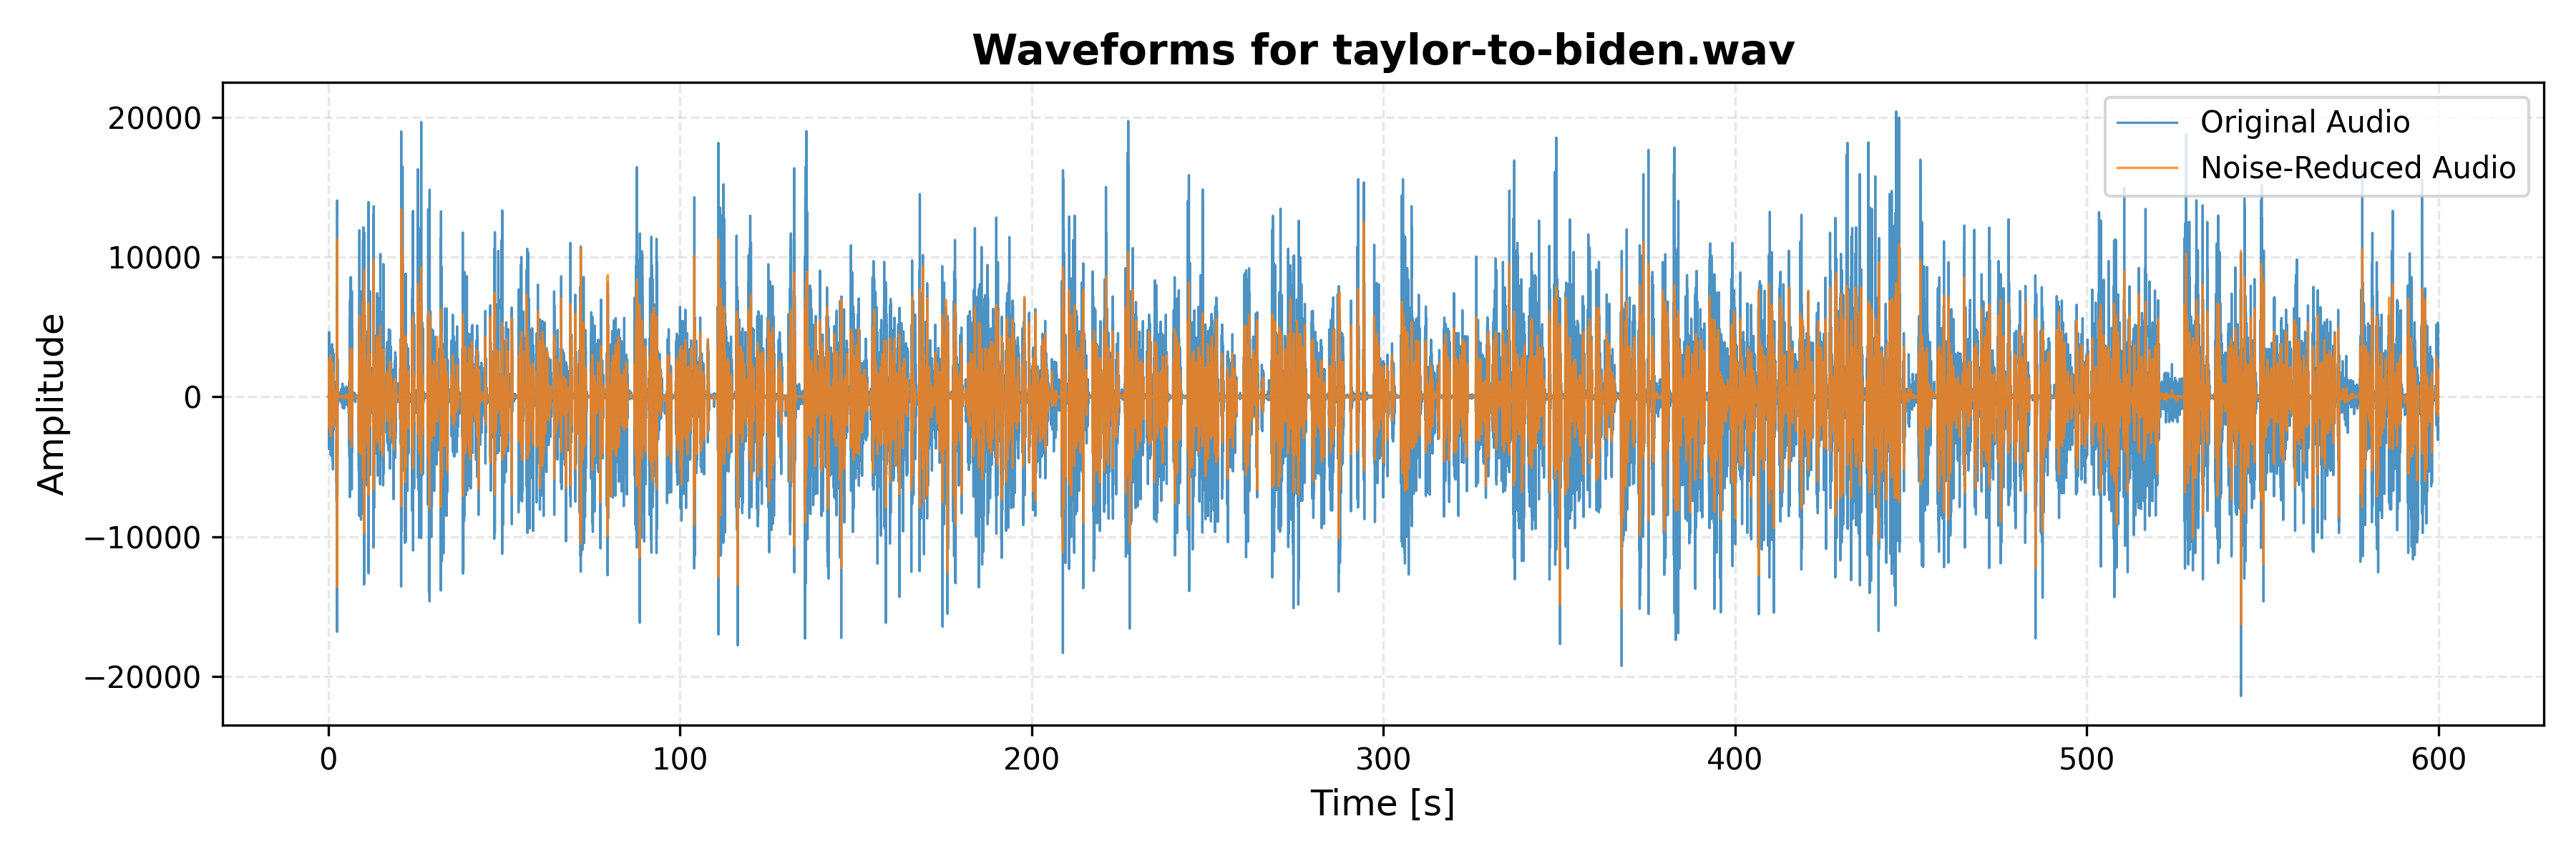 Waveforms for taylor-to-biden.wav
Original Audio
Noise-Reduced Audio
20000
10000
0
−10000
−20000
Amplitude
0 100 200 300 400 500 600
Time [s]